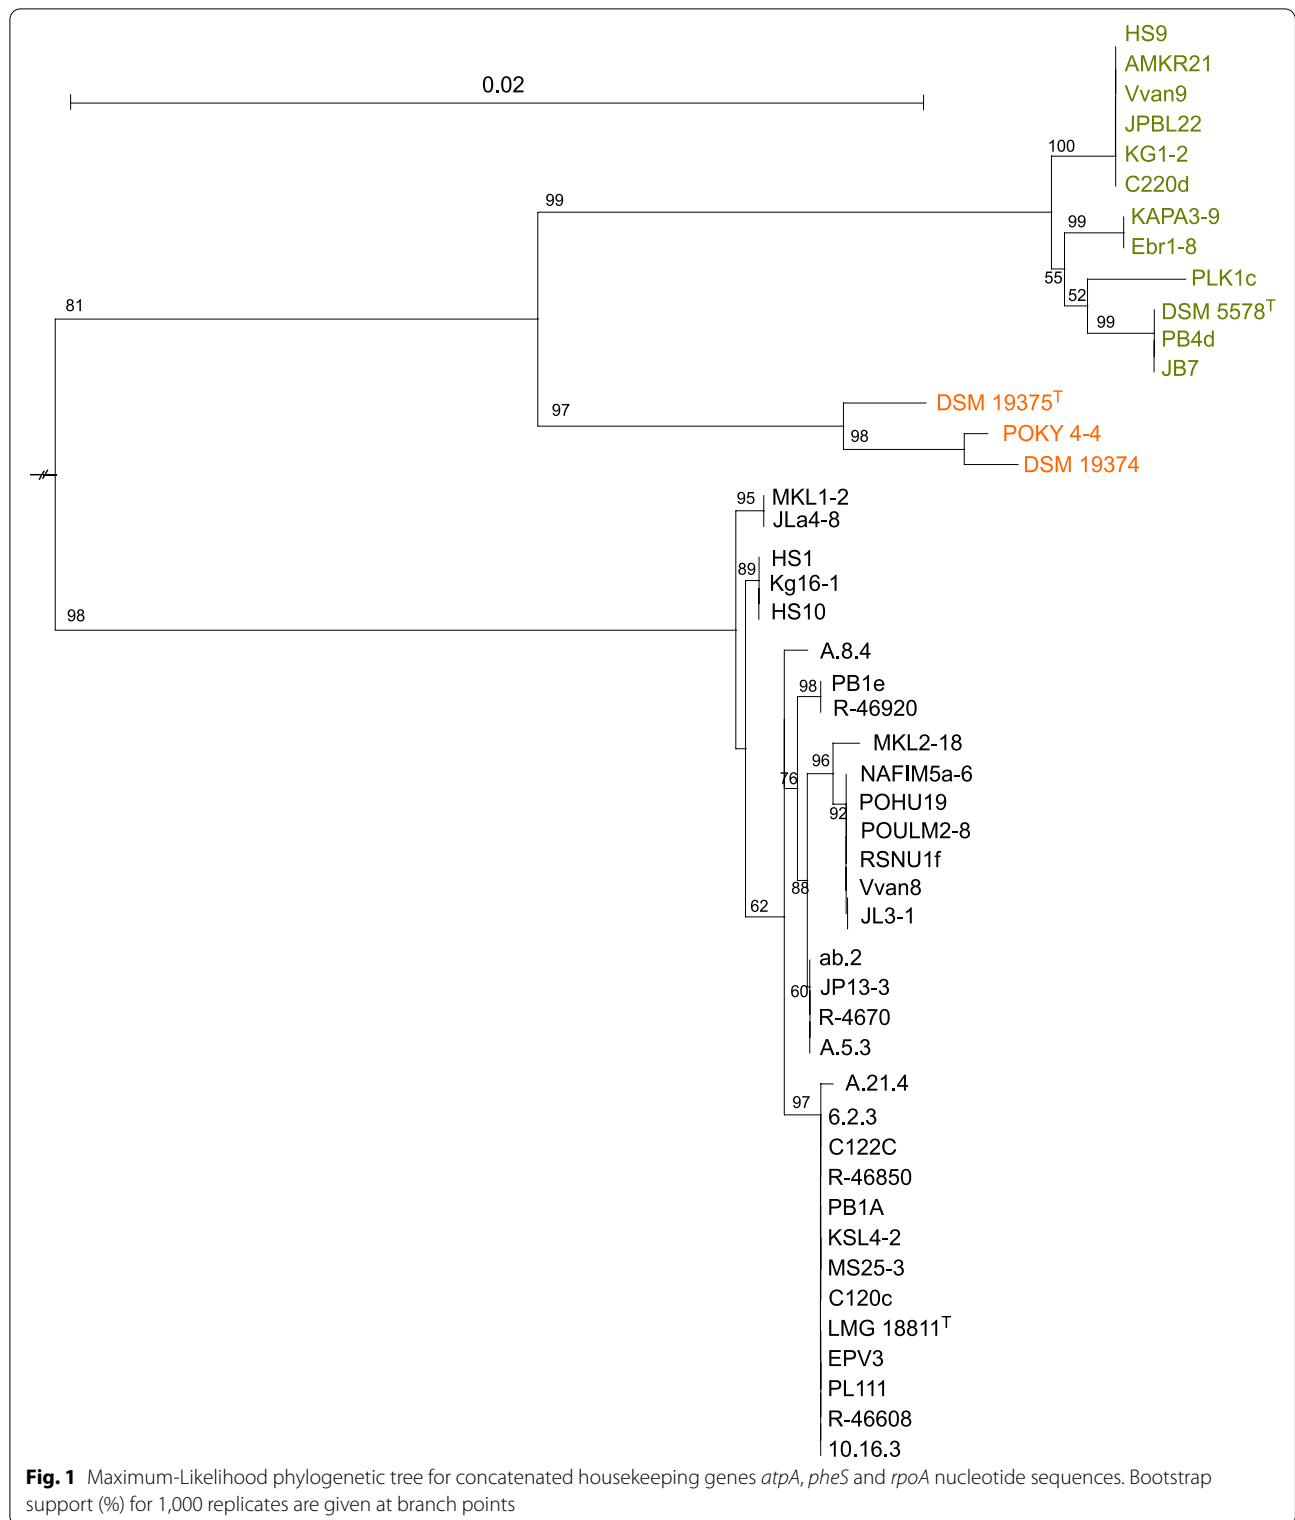 HS9
0.02
AMKR21
Vvan9
JPBL22
100
KG1-2
C220d
99
KAPA3-9
99
Ebr1-8
55
PLK1c
52
81
DSM 5578T
99
PB4d
JB7
DSM 19375T
97
POKY 4-4
98
DSM 19374
95
MKL1-2
JLa4-8
HS1
89
Kg16-1
98
HS10
A.8.4
98
PB1e
R-46920
MKL2-18
96
76
NAFIM5a-6
POHU19
92
POULM2-8
RSNU1f
88
Vvan8
62
JL3-1
ab.2
JP13-3
60
R-4670
A.5.3
A.21.4
97
6.2.3
C122C
R-46850
PB1A
KSL4-2
MS25-3
C120c
LMG 18811T
EPV3
PL111
R-46608
10.16.3
Fig. 1 Maximum-Likelihood phylogenetic tree for concatenated housekeeping genes atpA, pheS and rpoA nucleotide sequences. Bootstrap
support (%) for 1,000 replicates are given at branch points